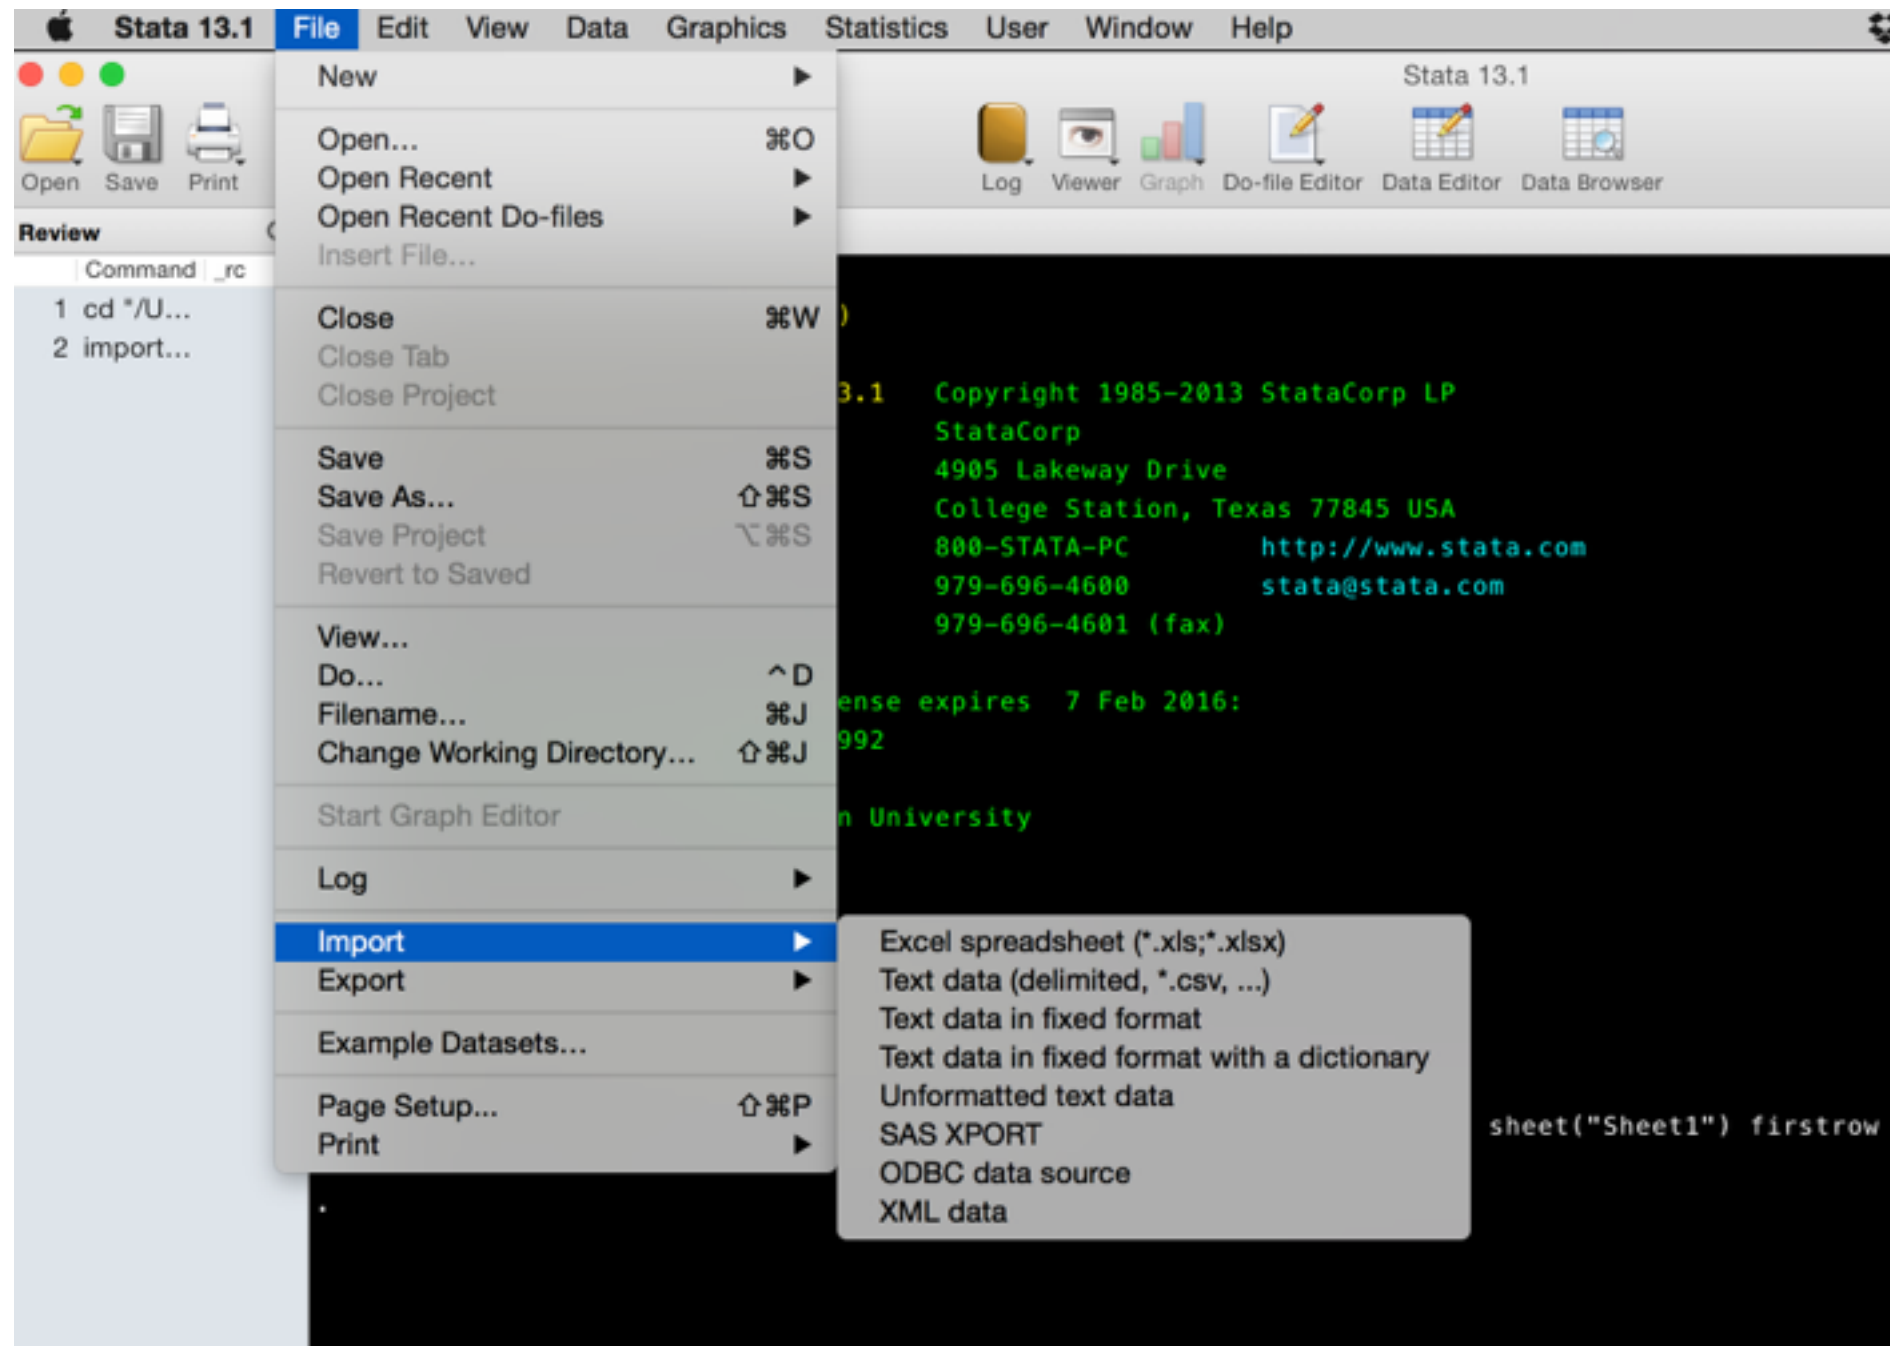 Stata 13.1 File Edit View Data Graphics Statistics User Window Help
Stata 13.1
Open Save Print
Log Viewer Graph Do-file Editor Data Editor Data Browser
Review
Command _rc
1 cd "/U...
2 import...
New
Open... ⌘O
Open Recent
Open Recent Do-files
Insert File...
Close ⌘W
Close Tab
Close Project
Save ⌘S
Save As... ⇧⌘S
Save Project ⌥⌘S
Revert to Saved
View...
Do... ^D
Filename... ⌘J
Change Working Directory... ⇧⌘J
Start Graph Editor
Log
Import
Export
Example Datasets...
Page Setup... ⇧⌘P
Print
Excel spreadsheet (*.xls;*.xlsx)
Text data (delimited, *.csv, ...)
Text data in fixed format
Text data in fixed format with a dictionary
Unformatted text data
SAS XPORT
ODBC data source
XML data
)
3.1 Copyright 1985-2013 StataCorp LP
StataCorp
4905 Lakeway Drive
College Station, Texas 77845 USA
800-STATA-PC http://www.stata.com
979-696-4600 stata@stata.com
979-696-4601 (fax)
ense expires 7 Feb 2016:
992
n University
sheet("Sheet1") firstrow
.